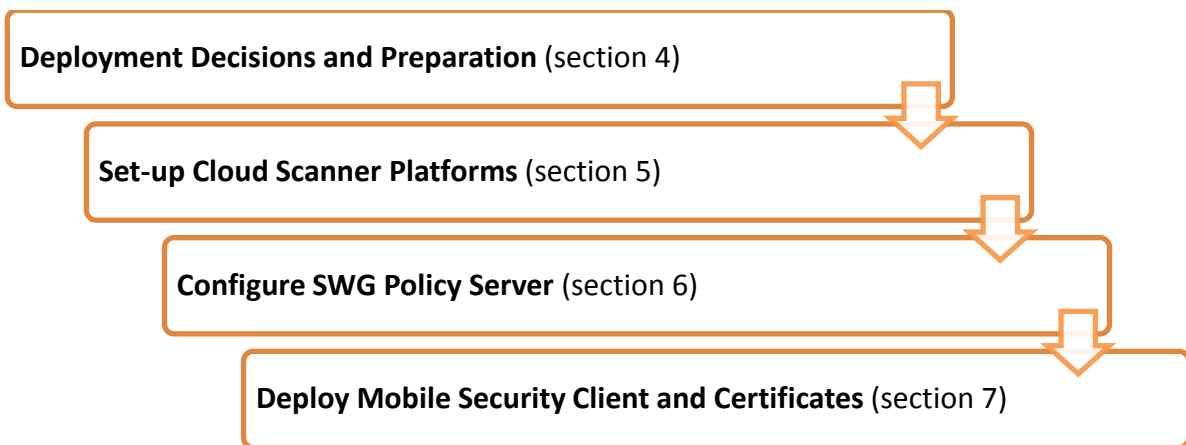 Deployment Decisions and Preparation (section 4)
Set-up Cloud Scanner Platforms (section 5)
Configure SWG Policy Server (section 6)
Deploy Mobile Security Client and Certificates (section 7)